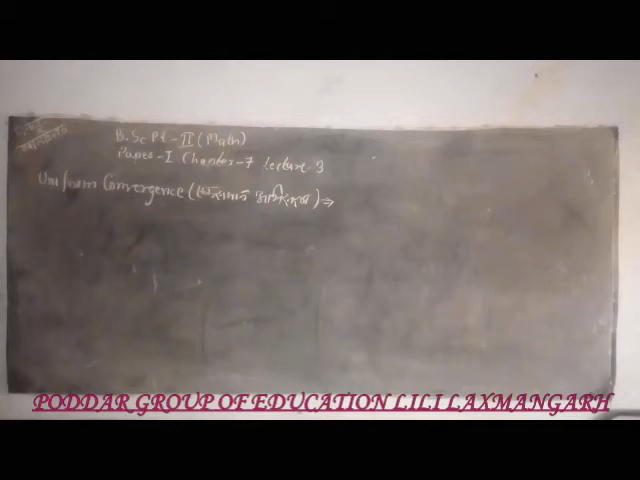 B.Sc Pt-II (Math)
Paper-I Chapter-7 Lecture 3
Uniform Convergence ( एकसमान अभिसरण ) ⇒
PODDAR GROUP OF EDUCATION LILI LAXMANGARH